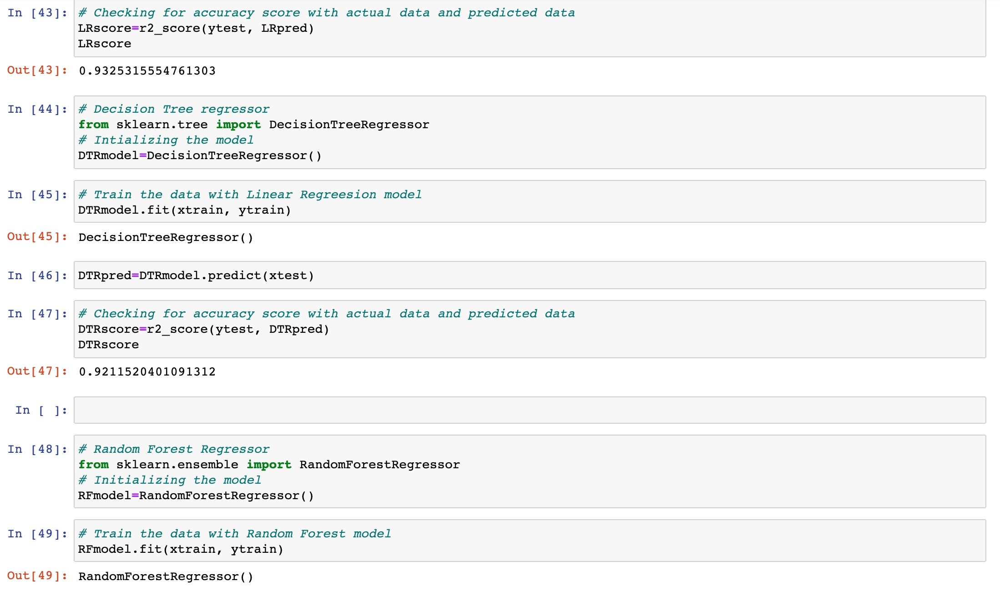 In [43]: # Checking for accuracy score with actual data and predicted data
LRscore=r2_score(ytest, LRpred)
LRscore
Out[43]: 0.9325315554761303
In [44]: # Decision Tree regressor
from sklearn.tree import DecisionTreeRegressor
# Intializing the model
DTRmodel=DecisionTreeRegressor()
In [45]: # Train the data with Linear Regreesion model
DTRmodel.fit(xtrain, ytrain)
Out[45]: DecisionTreeRegressor()
In [46]: DTRpred=DTRmodel.predict(xtest)
In [47]: # Checking for accuracy score with actual data and predicted data
DTRscore=r2_score(ytest, DTRpred)
DTRscore
Out[47]: 0.9211520401091312
In [ ]:
In [48]: # Random Forest Regressor
from sklearn.ensemble import RandomForestRegressor
# Initializing the model
RFmodel=RandomForestRegressor()
In [49]: # Train the data with Random Forest model
RFmodel.fit(xtrain, ytrain)
Out[49]: RandomForestRegressor()